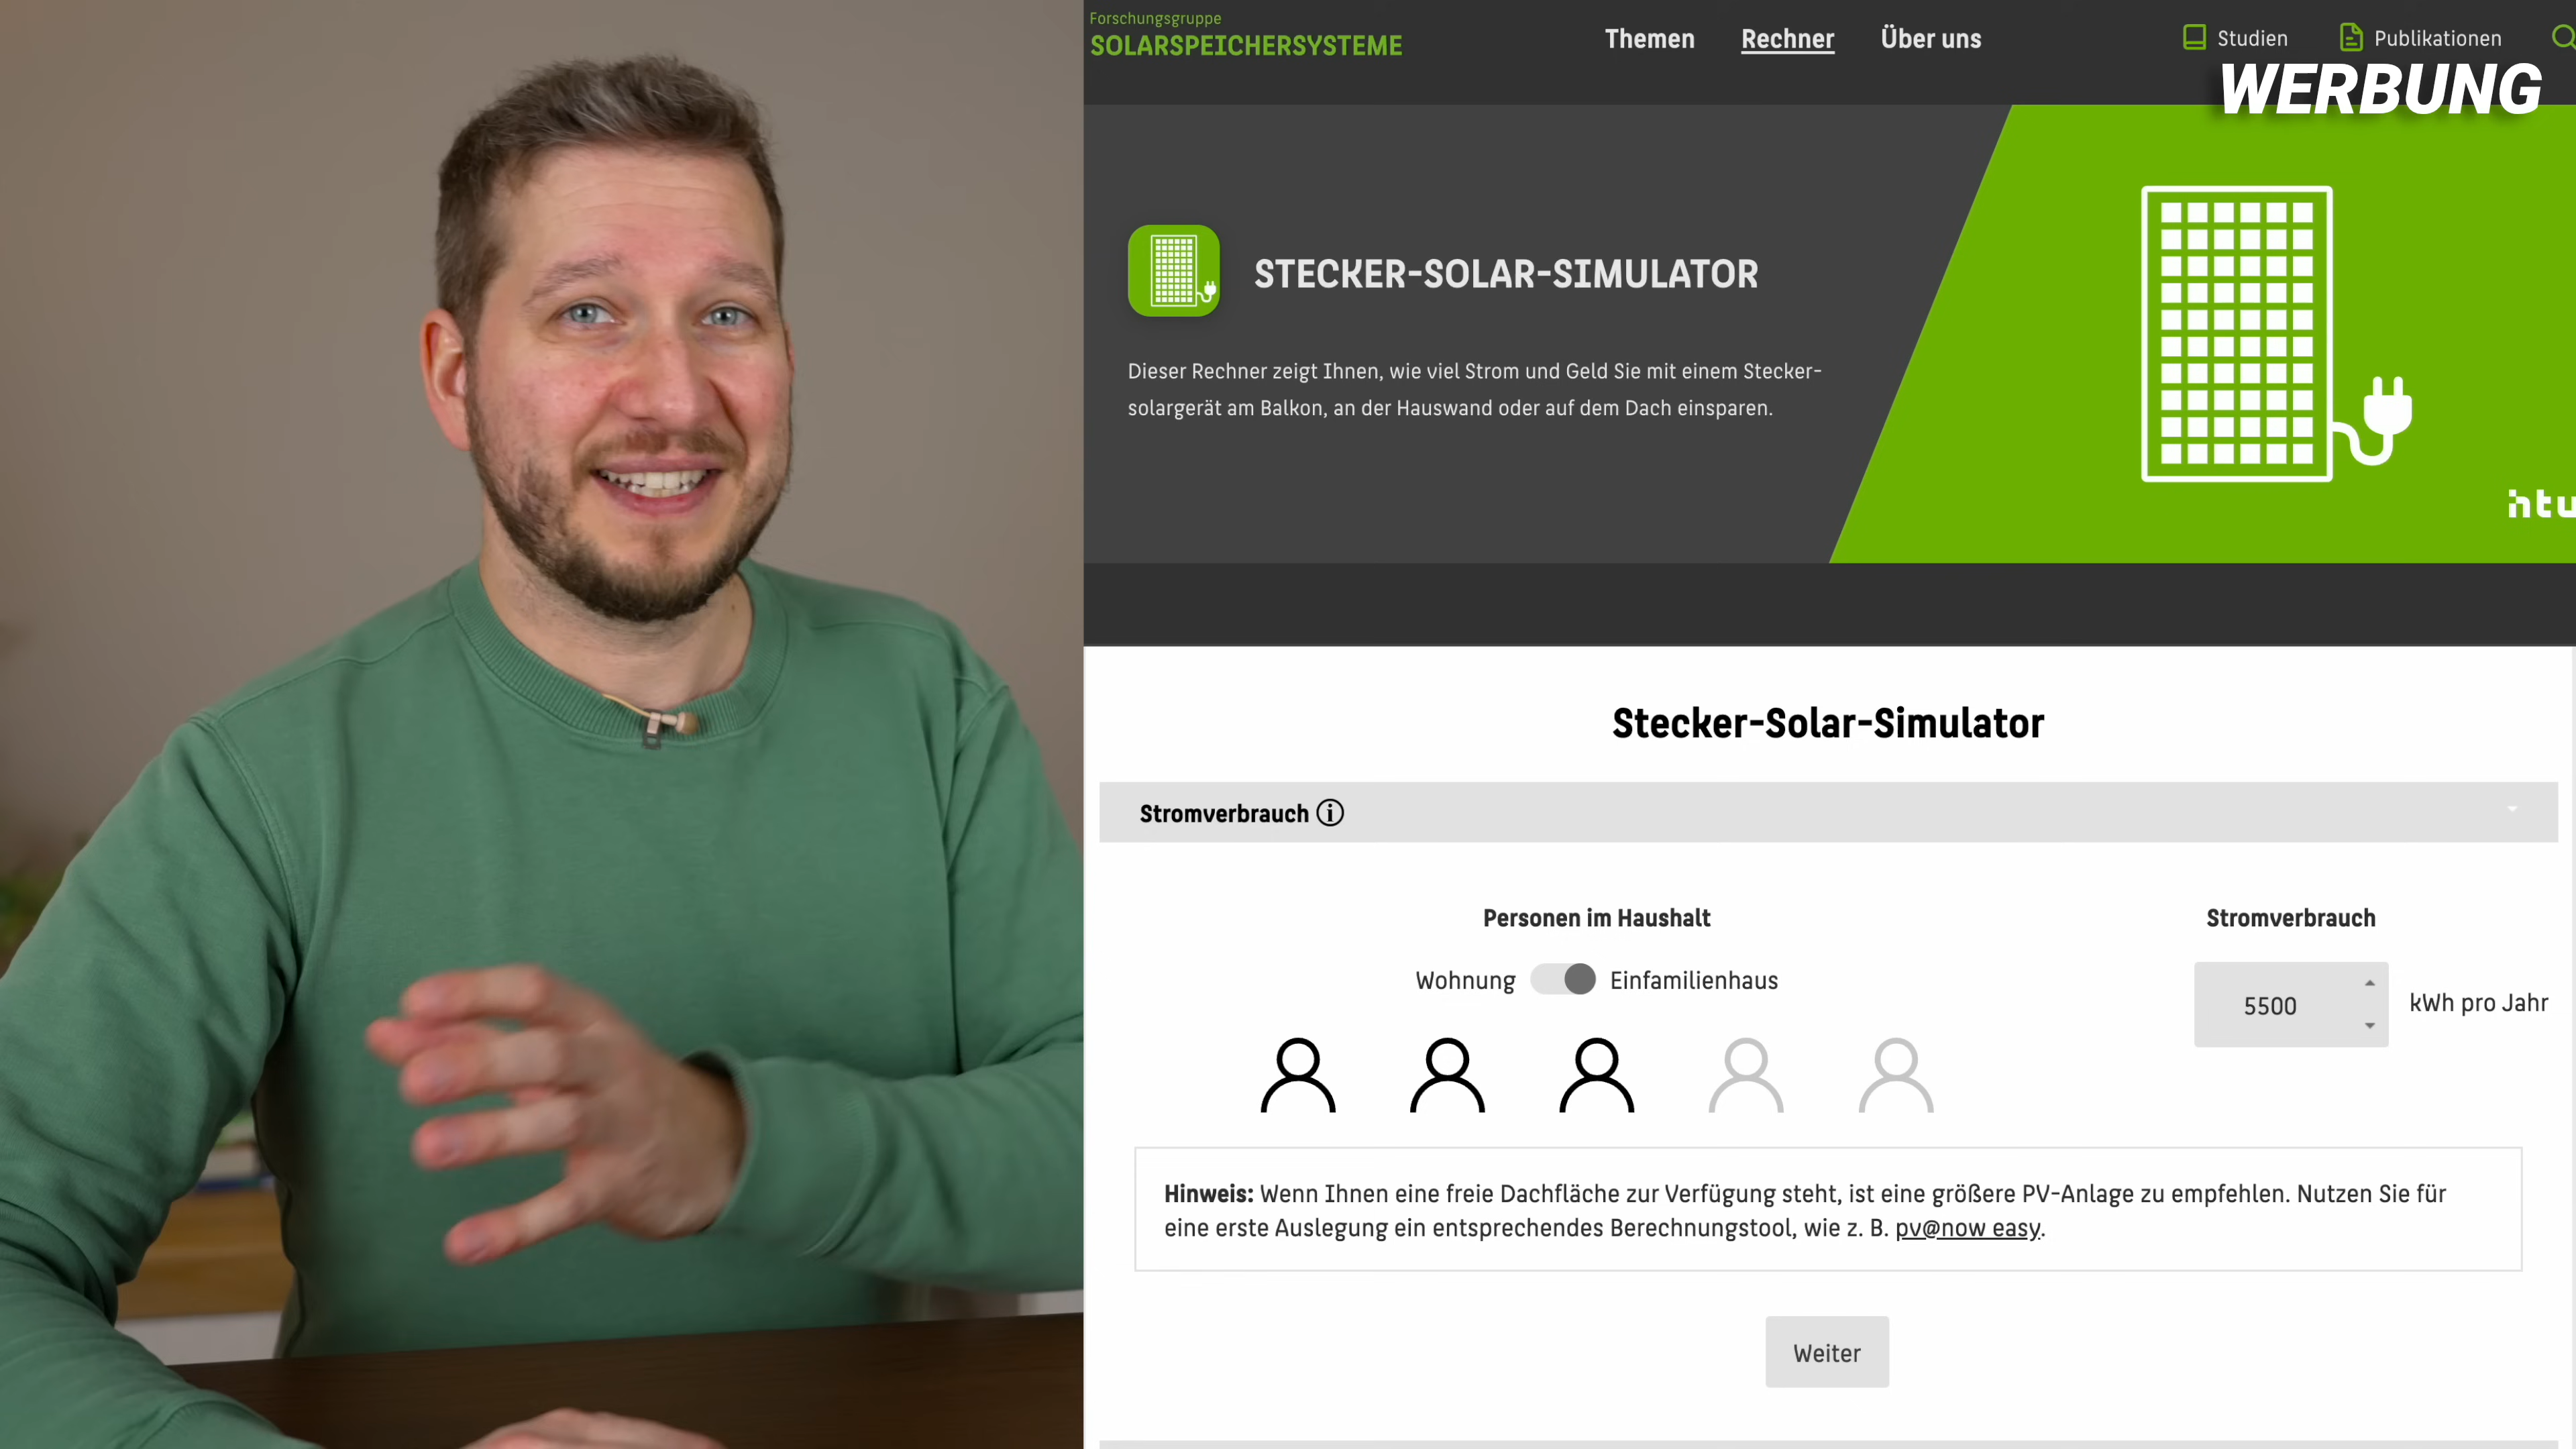 Forschungsgruppe
SOLARSPEICHERSYSTEME
Themen
Rechner
Über uns
Studien
Publikationen
WERBUNG
STECKER-SOLAR-SIMULATOR
Dieser Rechner zeigt Ihnen, wie viel Strom und Geld Sie mit einem Stecker-
solargerät am Balkon, an der Hauswand oder auf dem Dach einsparen.
htw
Stecker-Solar-Simulator
Stromverbrauch
Personen im Haushalt
Stromverbrauch
Wohnung
Einfamilienhaus
5500
kWh pro Jahr
Hinweis: Wenn Ihnen eine freie Dachfläche zur Verfügung steht, ist eine größere PV-Anlage zu empfehlen. Nutzen Sie für
eine erste Auslegung ein entsprechendes Berechnungstool, wie z. B. pv@now easy.
Weiter